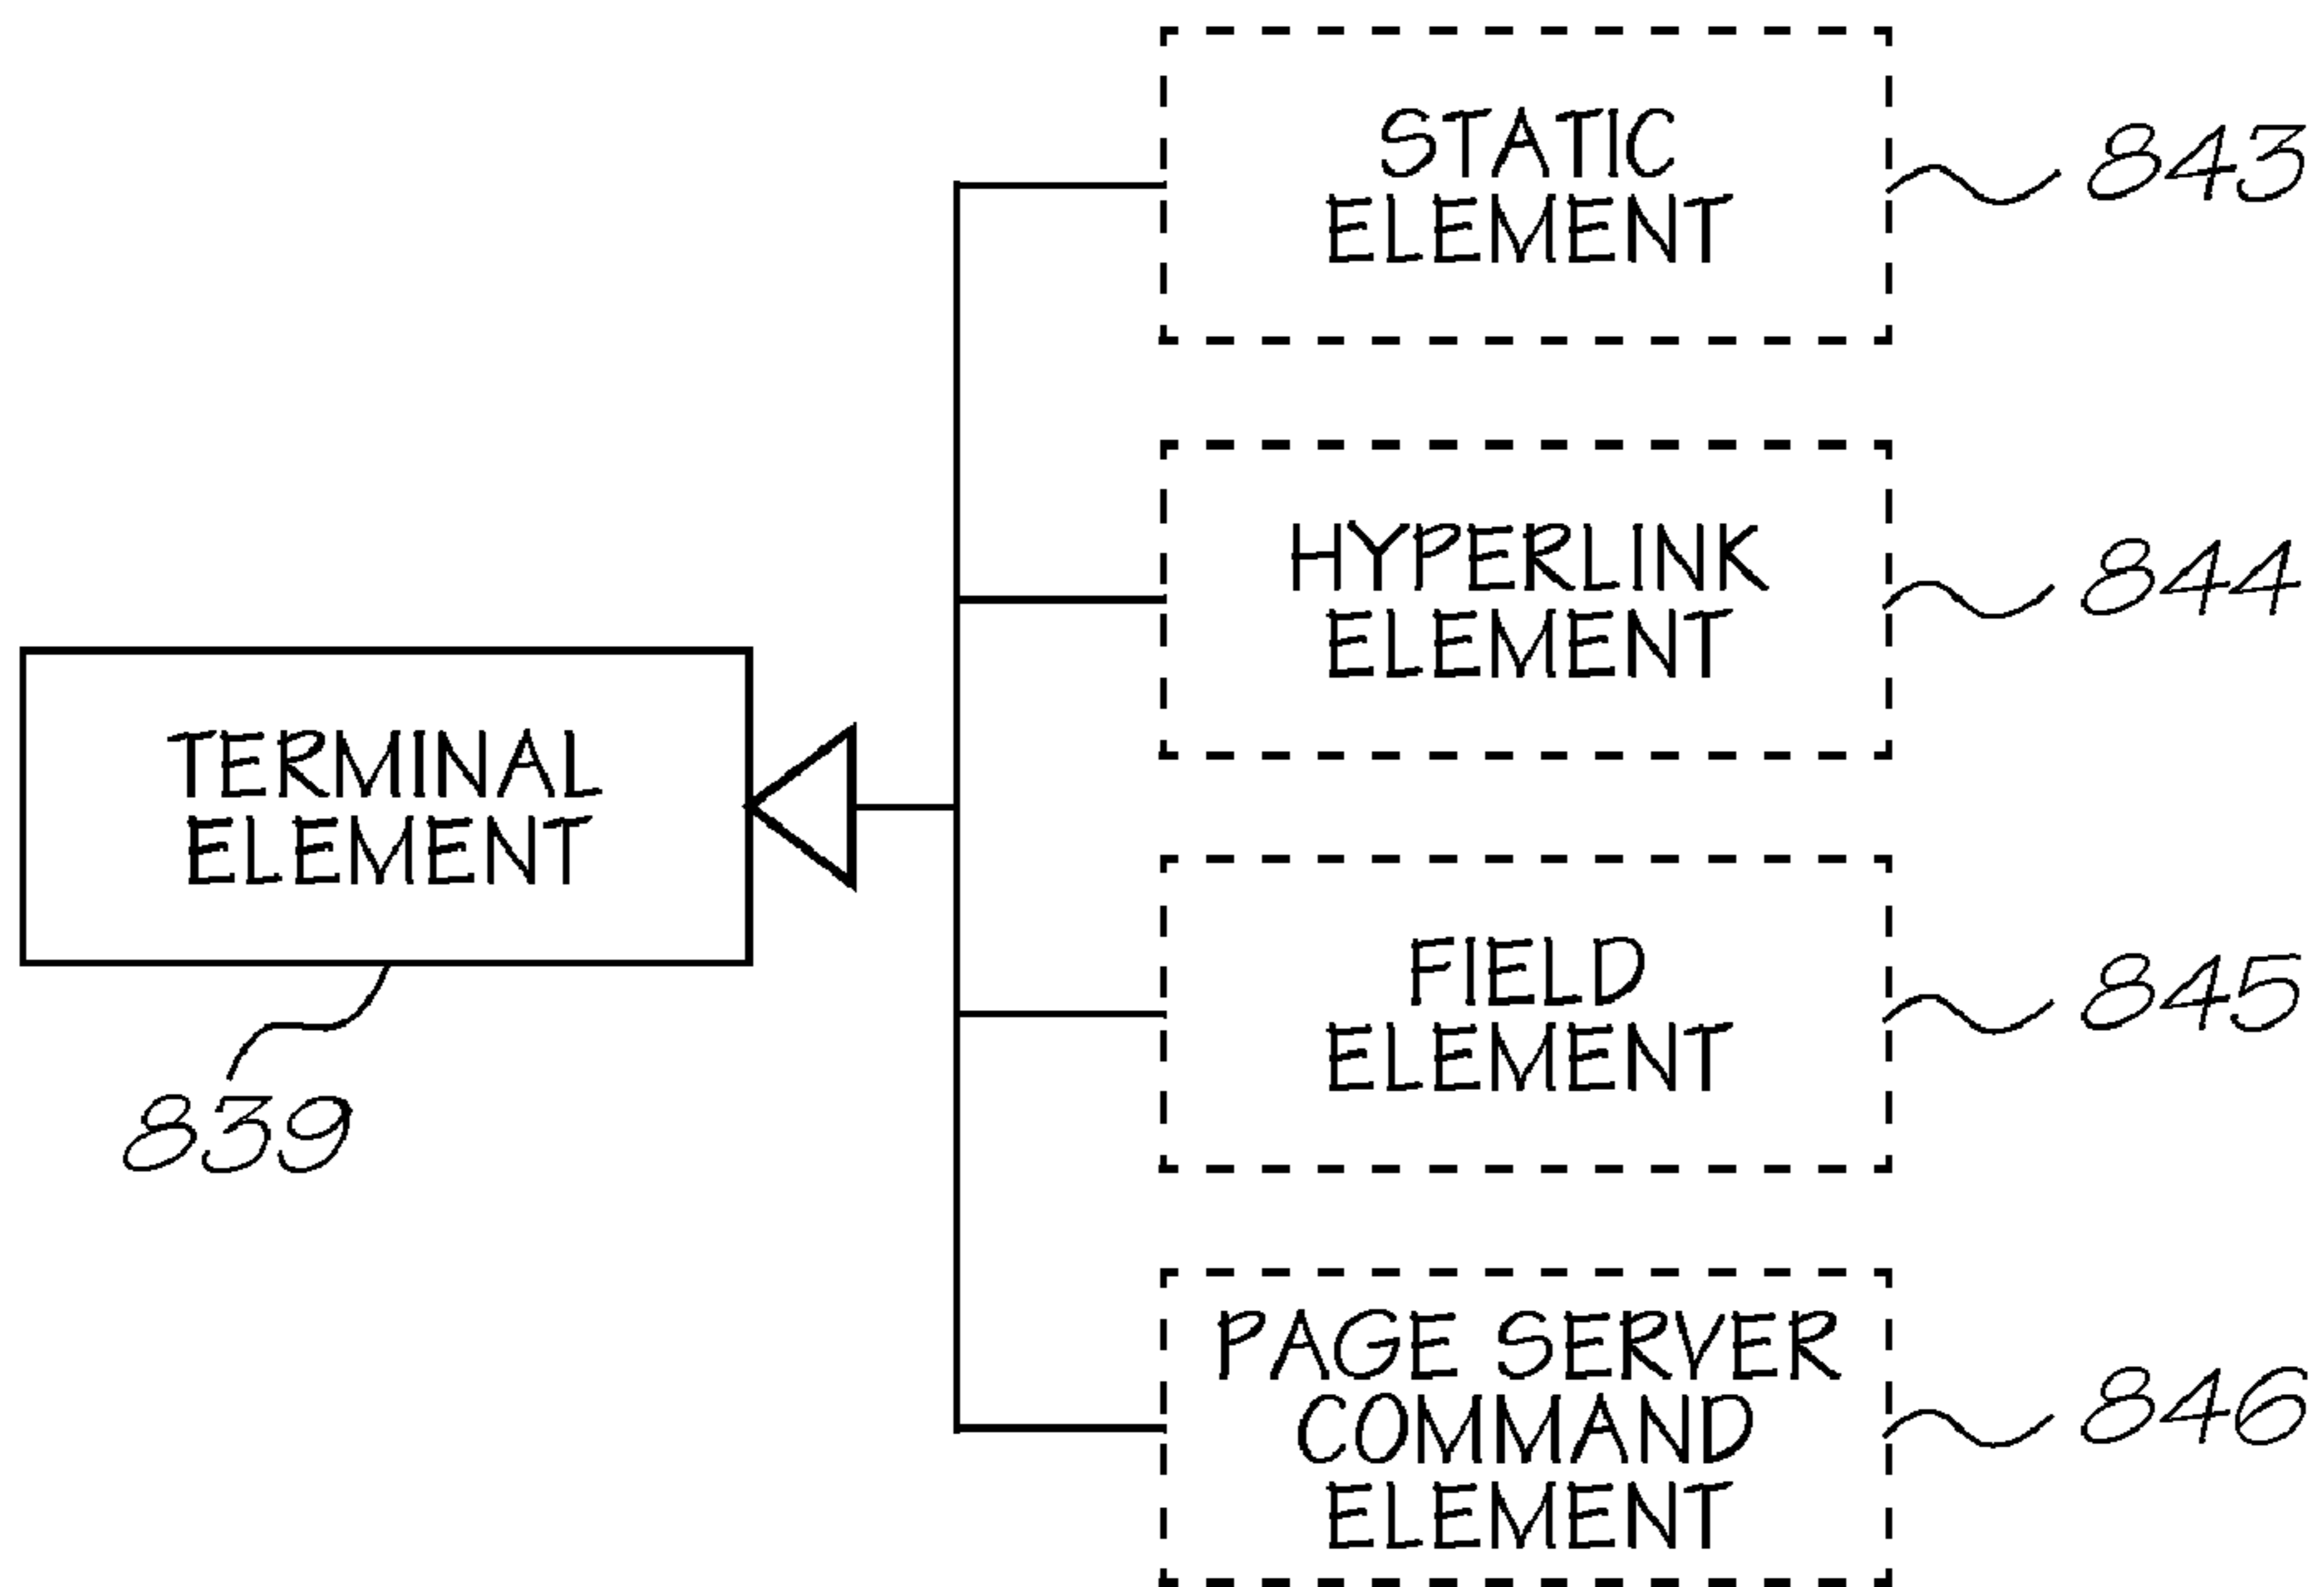 STATIC
ELEMENT
843
HYPERLINK
ELEMENT
844
TERMINAL
ELEMENT
839
FIELD
ELEMENT
845
PAGE SERVER
COMMAND
ELEMENT
846